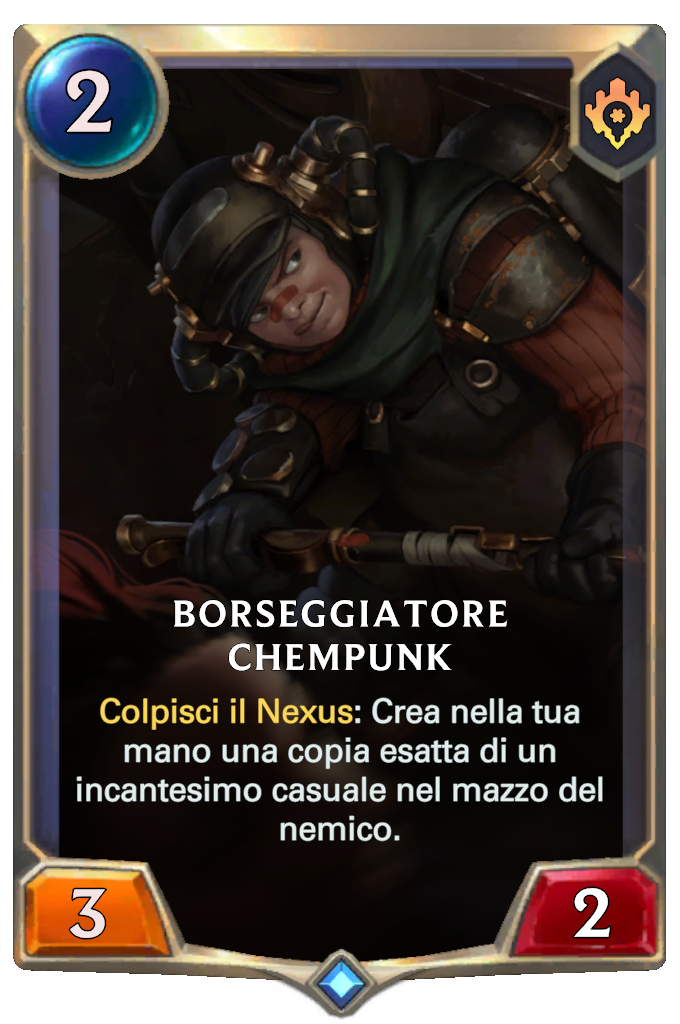 2
BORSEGGIATORE
CHEMPUNK
Colpisci il Nexus: Crea nella tua
mano una copia esatta di un
incantesimo casuale nel mazzo del
nemico.
3
2